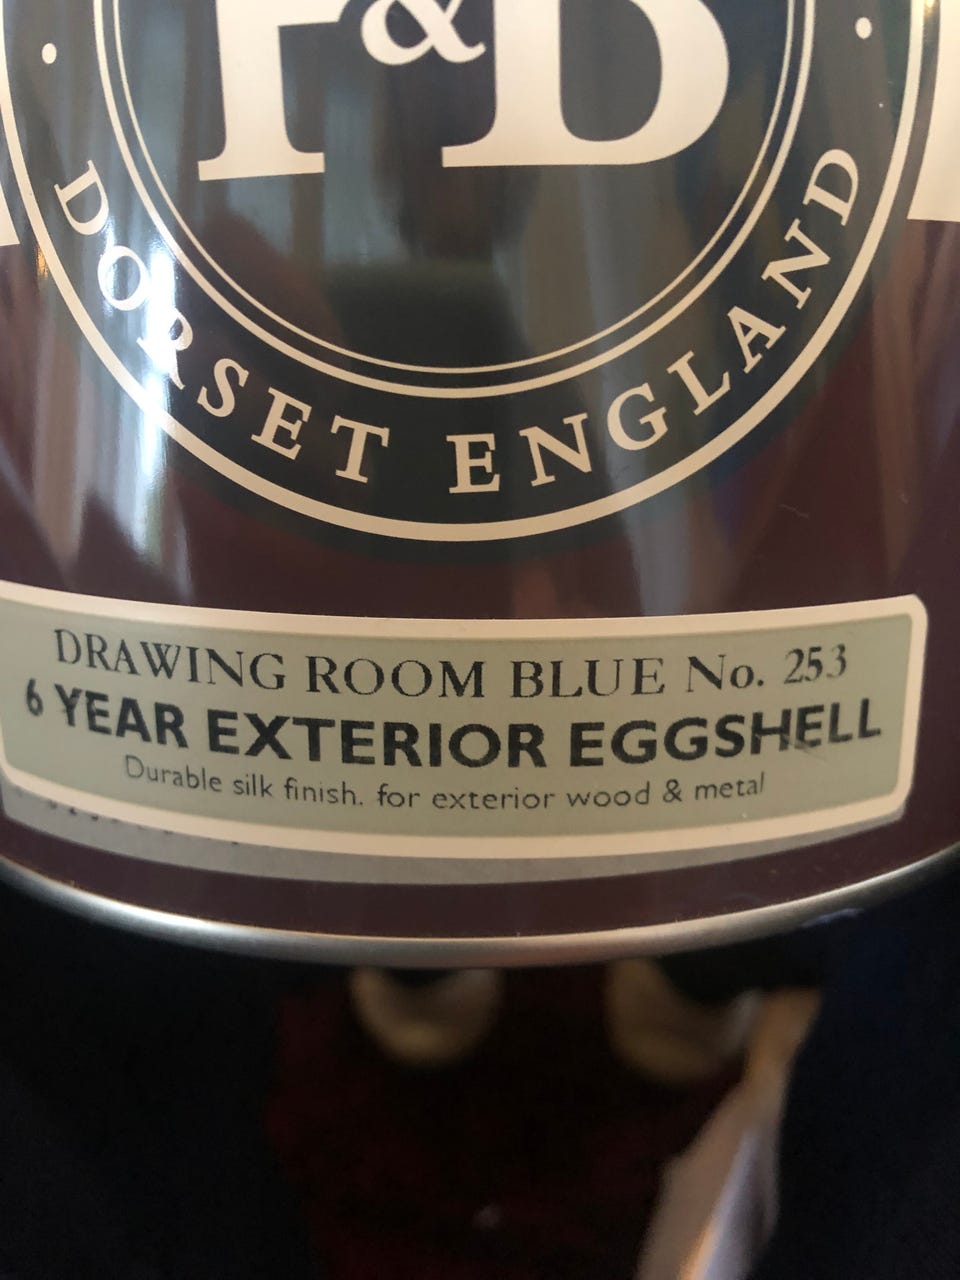 F&B
DORSET ENGLAND
DRAWING ROOM BLUE No. 253
6 YEAR EXTERIOR EGGSHELL
Durable silk finish. for exterior wood & metal